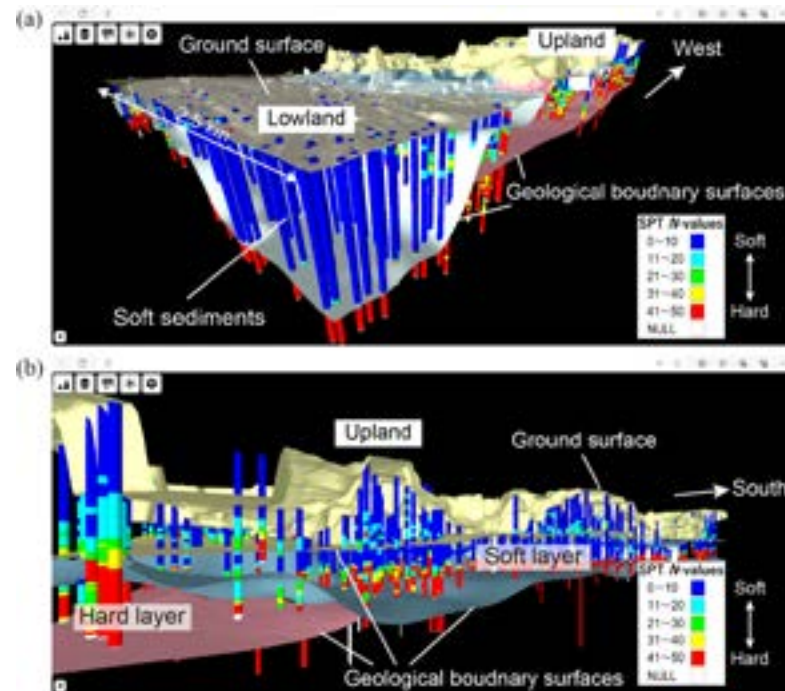 (a)
Ground surface
Upland
West
Lowland
Geological boudnary surfaces
SPT N-values
0~10
Soft
11~20
21~30
31~40
41~50
Hard
NULL
Soft sediments
(b)
Upland
Ground surface
South
Soft layer
SPT N-values
0~10
Soft
11~20
21~30
31~40
41~50
Hard
NULL
Hard layer
Geological boudnary surfaces